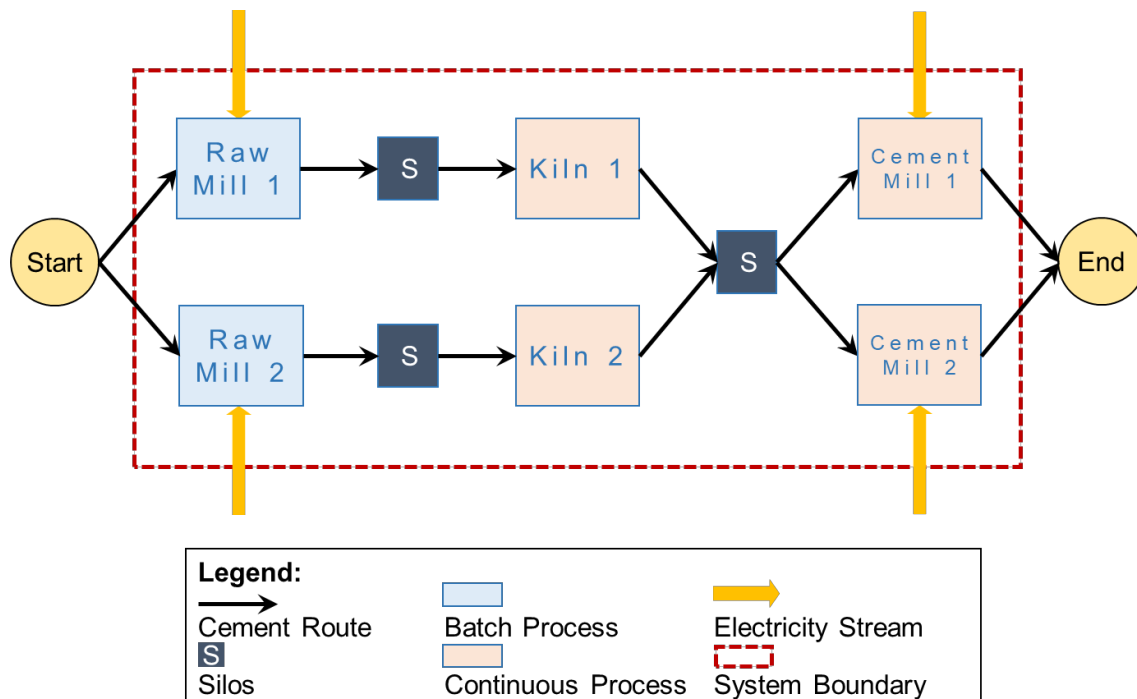 Raw
Mill 1
S
Kiln 1
Cement
Mill 1
Start
S
End
Raw
Mill 2
S
Kiln 2
Cement
Mill 2
Legend:
Cement Route
Batch Process
Electricity Stream
S
Silos
Continuous Process
System Boundary